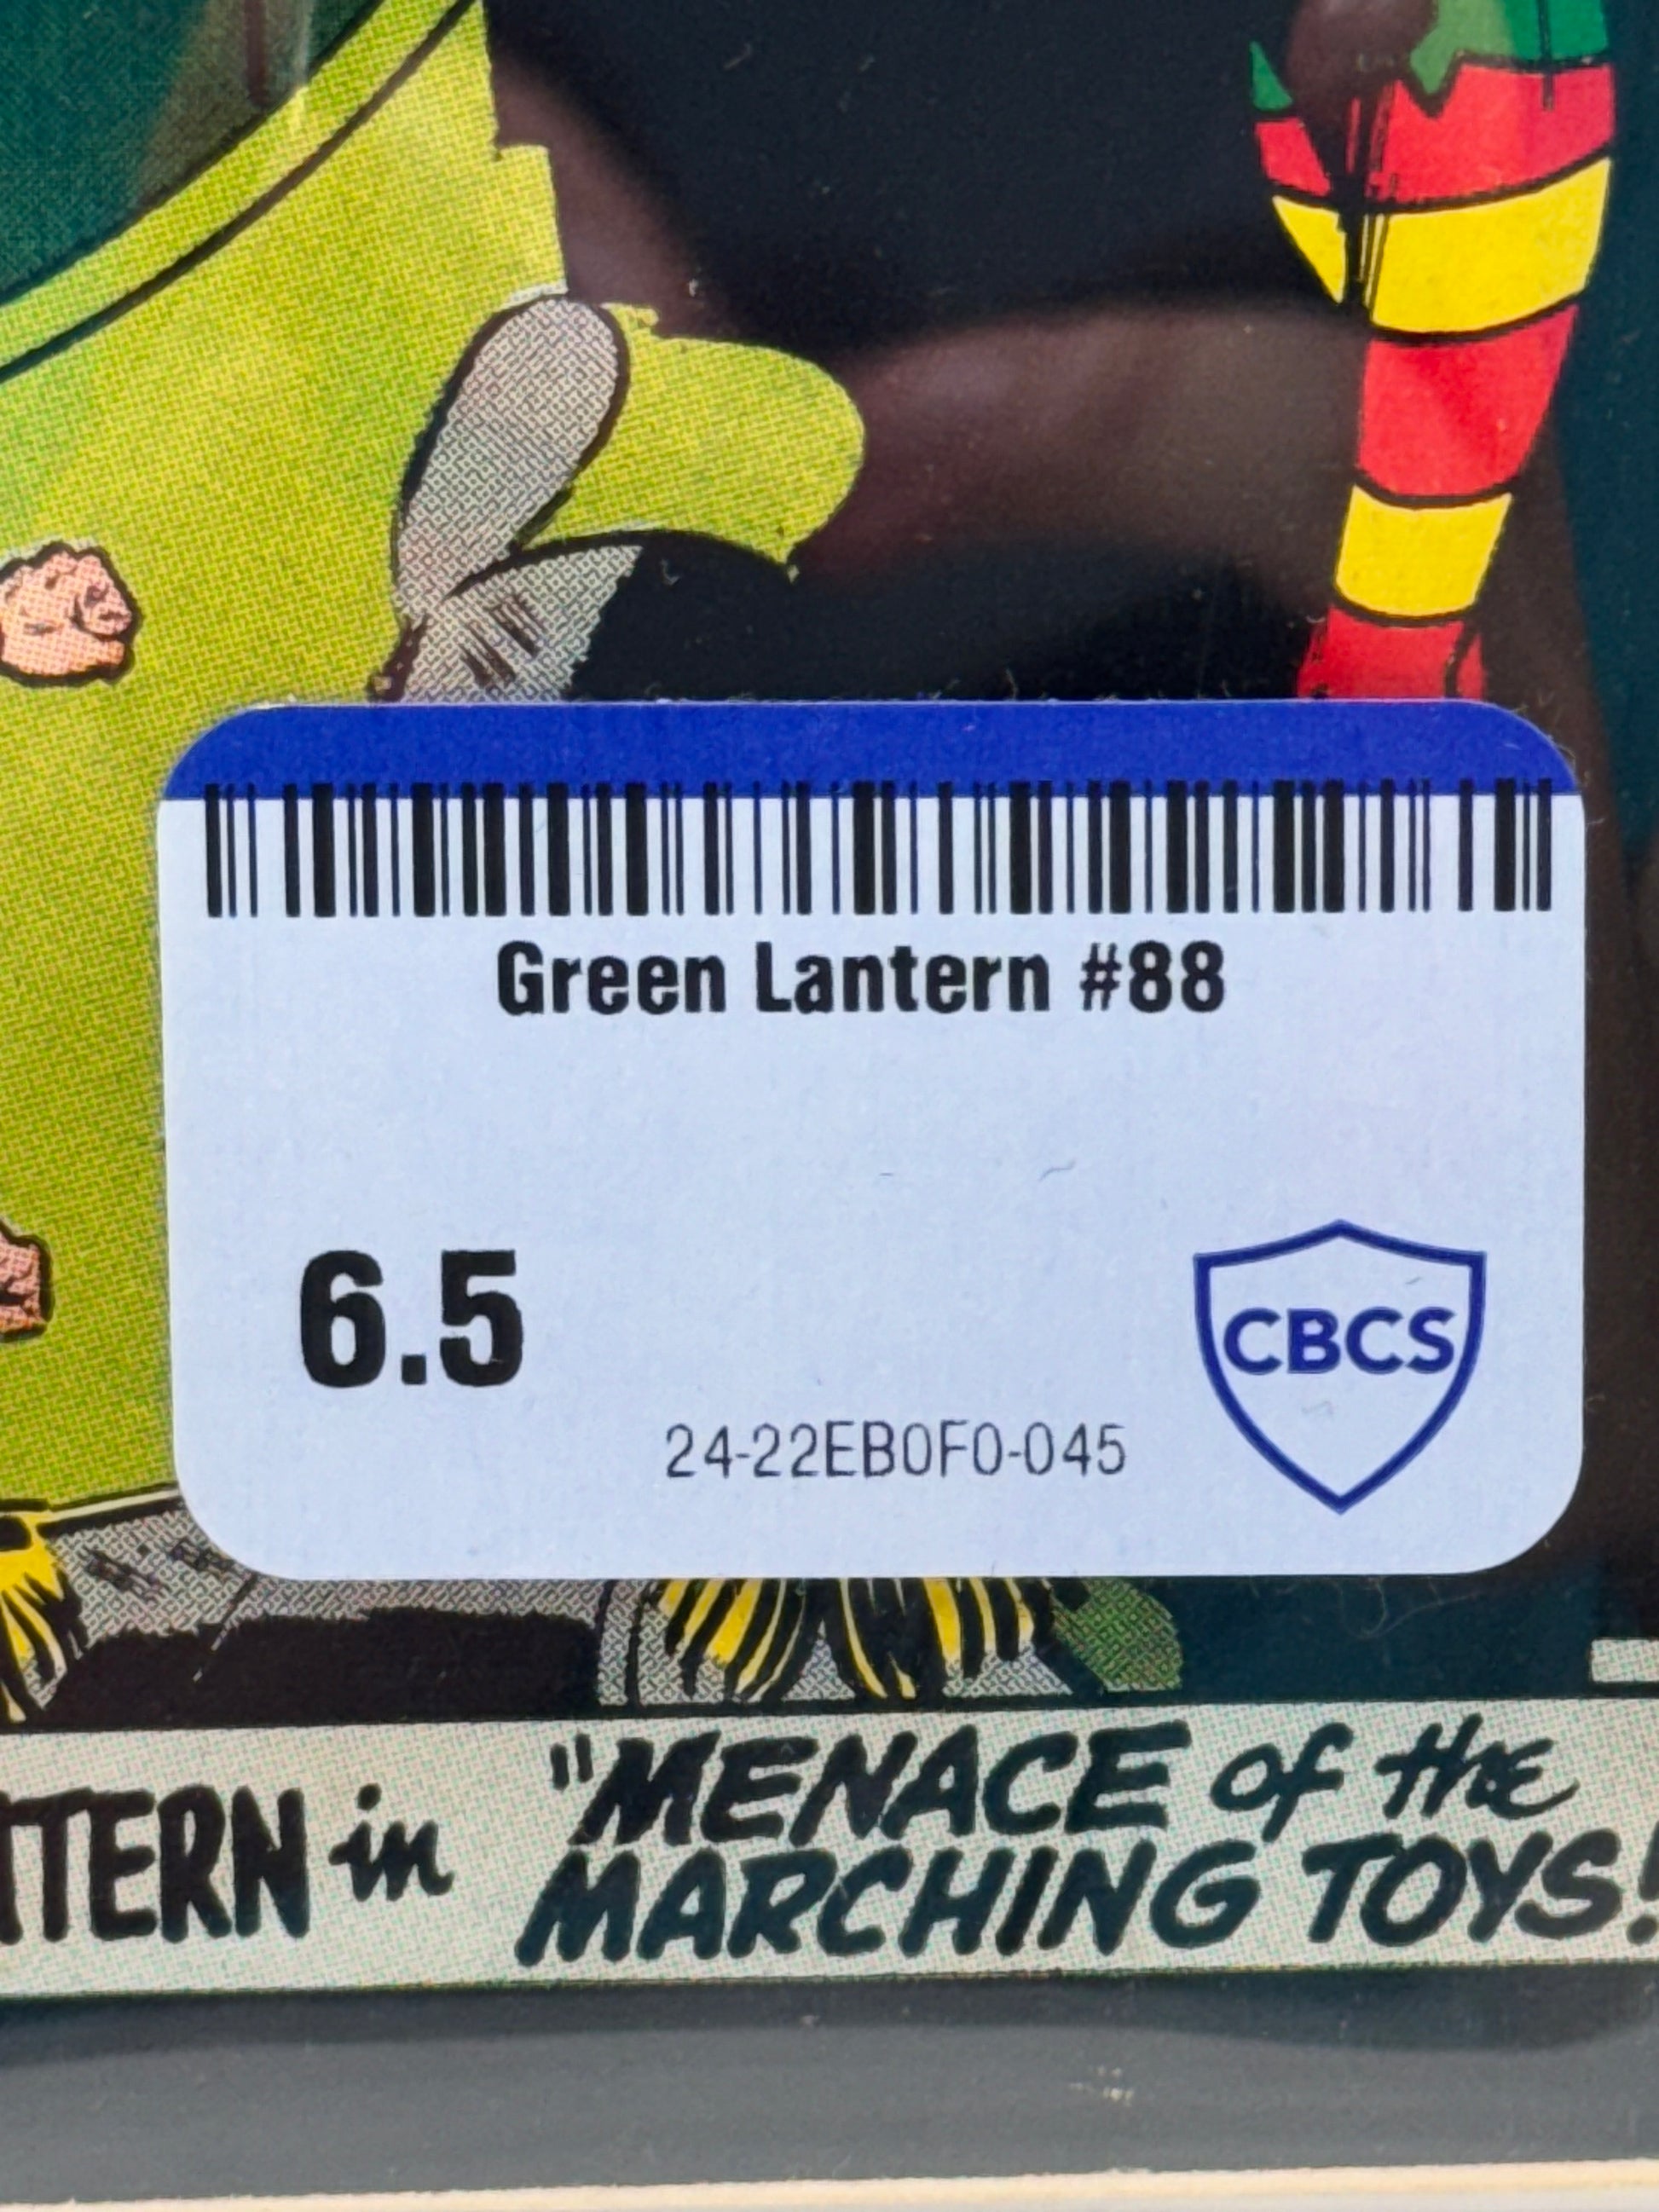 Green Lantern #88
6.5
CBCS
24-22EB0F0-045
TERN in "MENACE of the
MARCHING TOYS!